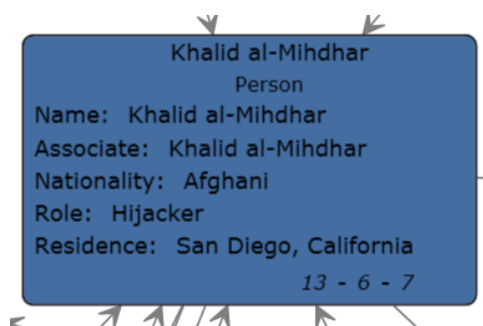 Khalid al-Mihdhar
Person
Name: Khalid al-Mihdhar
Associate: Khalid al-Mihdhar
Nationality: Afghani
Role: Hijacker
Residence: San Diego, California
13 - 6 - 7